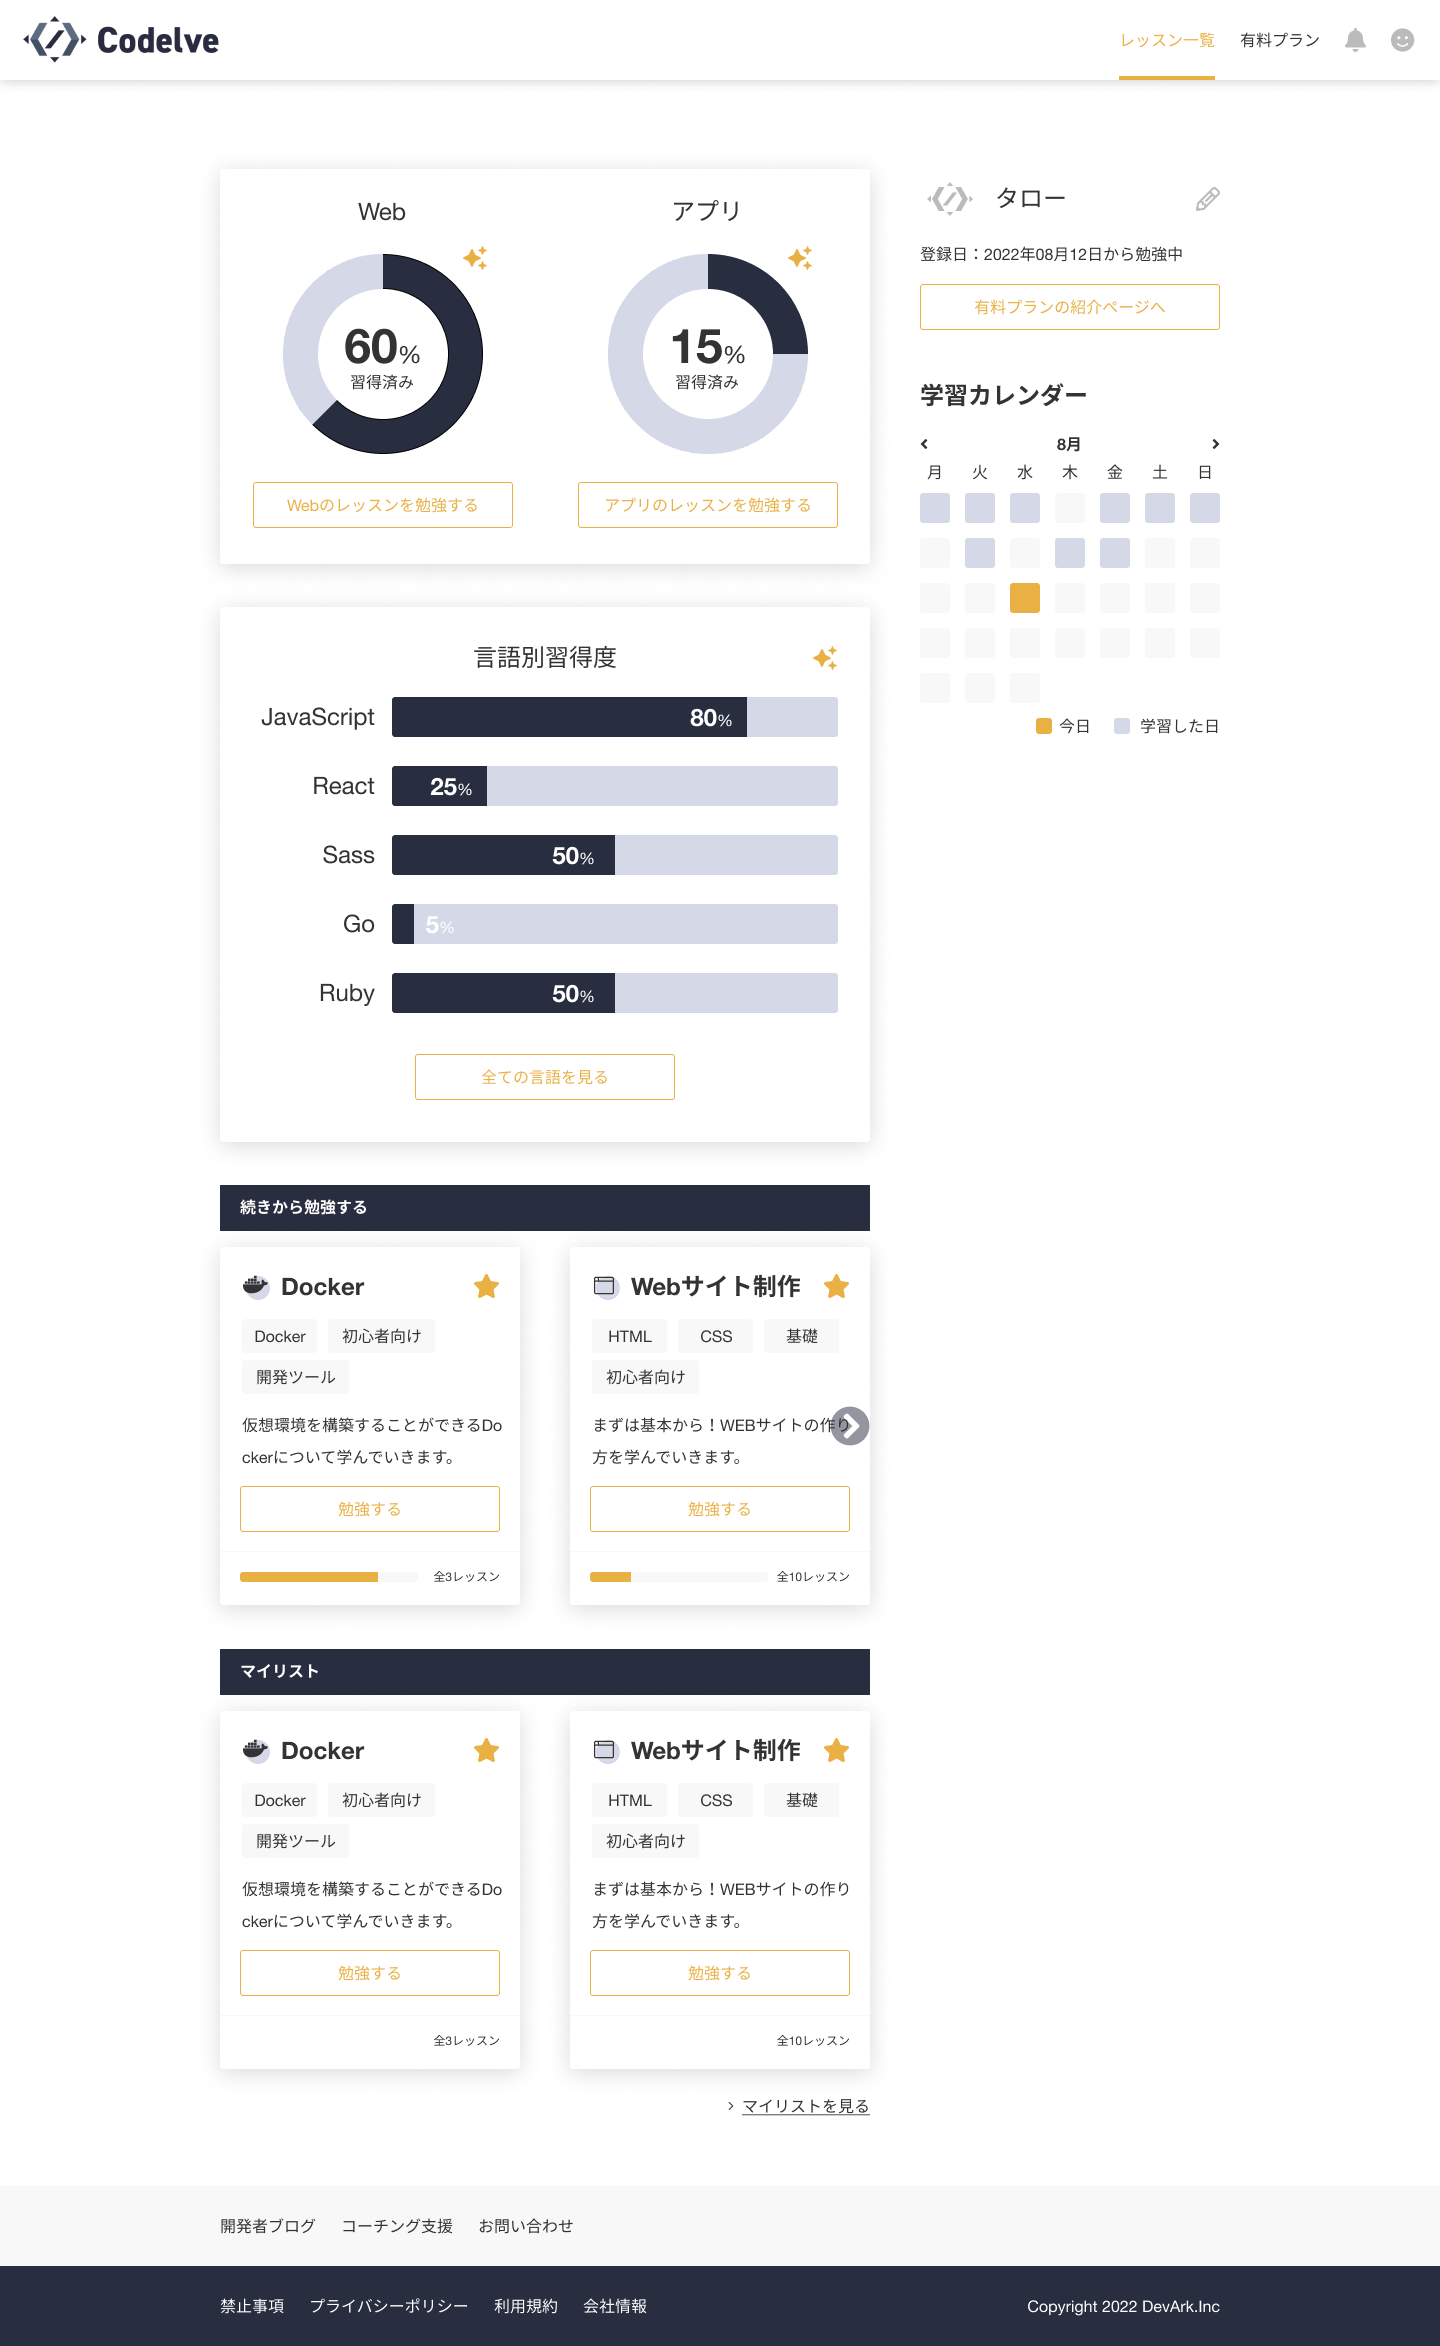 Codelve
レッスン一覧
有料プラン
Web
60%
習得済み
Webのレッスンを勉強する
アプリ
15%
習得済み
アプリのレッスンを勉強する
タロー
登録日：2022年08月12日から勉強中
有料プランの紹介ページへ
学習カレンダー
8月
月 火 水 木 金 土 日
今日
学習した日
言語別習得度
JavaScript 80%
React 25%
Sass 50%
Go 5%
Ruby 50%
全ての言語を見る
続きから勉強する
Docker
Docker 初心者向け
開発ツール
仮想環境を構築することができるDo
ckerについて学んでいきます。
勉強する
全3レッスン
Webサイト制作
HTML CSS 基礎
初心者向け
まずは基本から！WEBサイトの作り
方を学んでいきます。
勉強する
全10レッスン
マイリスト
Docker
Docker 初心者向け
開発ツール
仮想環境を構築することができるDo
ckerについて学んでいきます。
勉強する
全3レッスン
Webサイト制作
HTML CSS 基礎
初心者向け
まずは基本から！WEBサイトの作り
方を学んでいきます。
勉強する
全10レッスン
マイリストを見る
開発者ブログ コーチング支援 お問い合わせ
禁止事項 プライバシーポリシー 利用規約 会社情報
Copyright 2022 DevArk.Inc